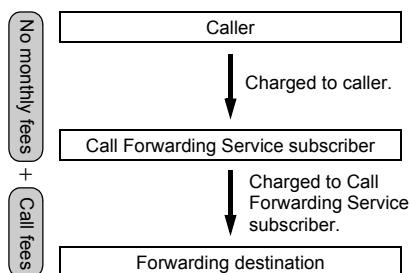 No monthly fees
+
Call fees
Caller
Charged to caller.
Call Forwarding Service subscriber
Charged to Call
Forwarding Service
subscriber.
Forwarding destination